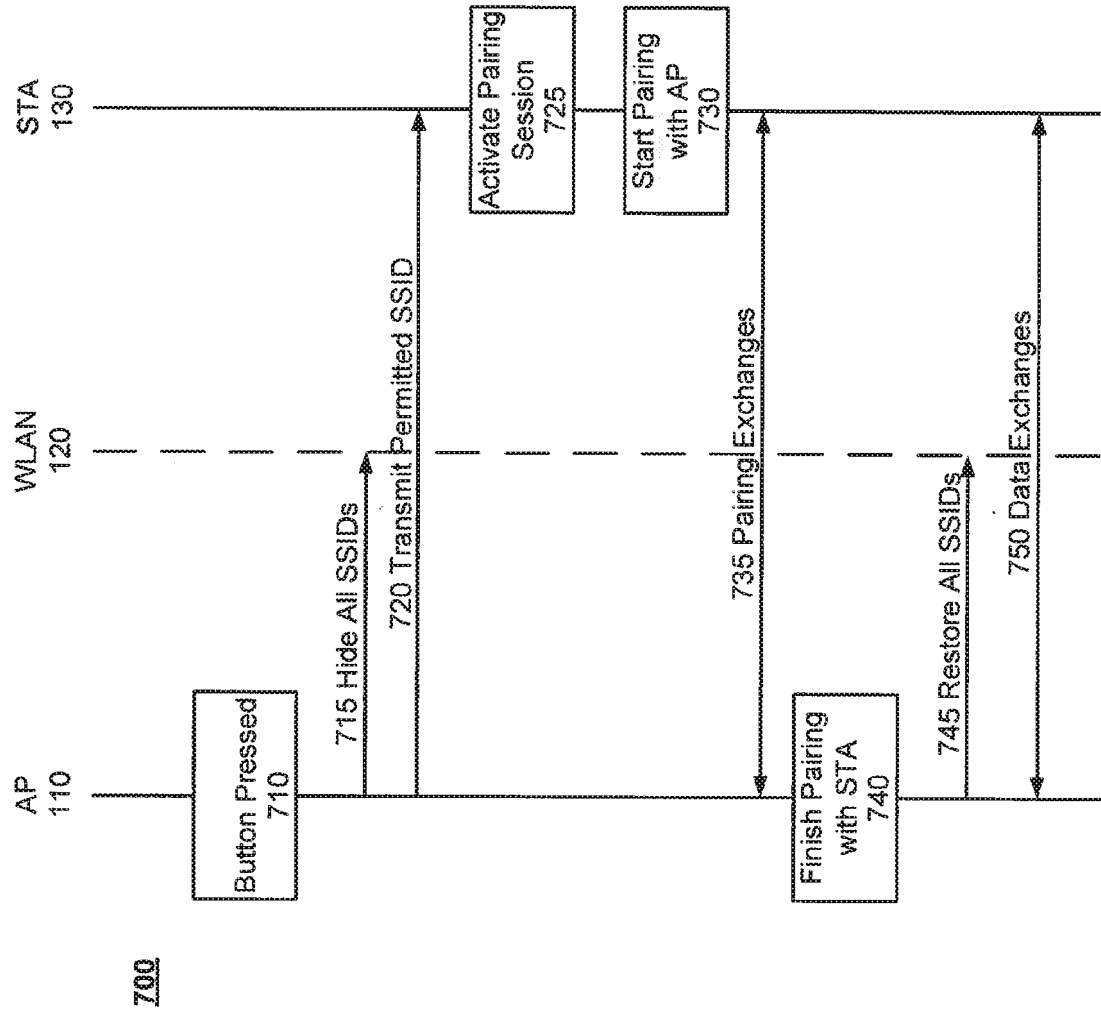 700
AP
110
WLAN
120
STA
130
Button Pressed
710
715 Hide All SSIDs
720 Transmit Permitted SSID
Activate Pairing
Session
725
Start Pairing
with AP
730
735 Pairing Exchanges
Finish Pairing
with STA
740
745 Restore All SSIDs
750 Data Exchanges